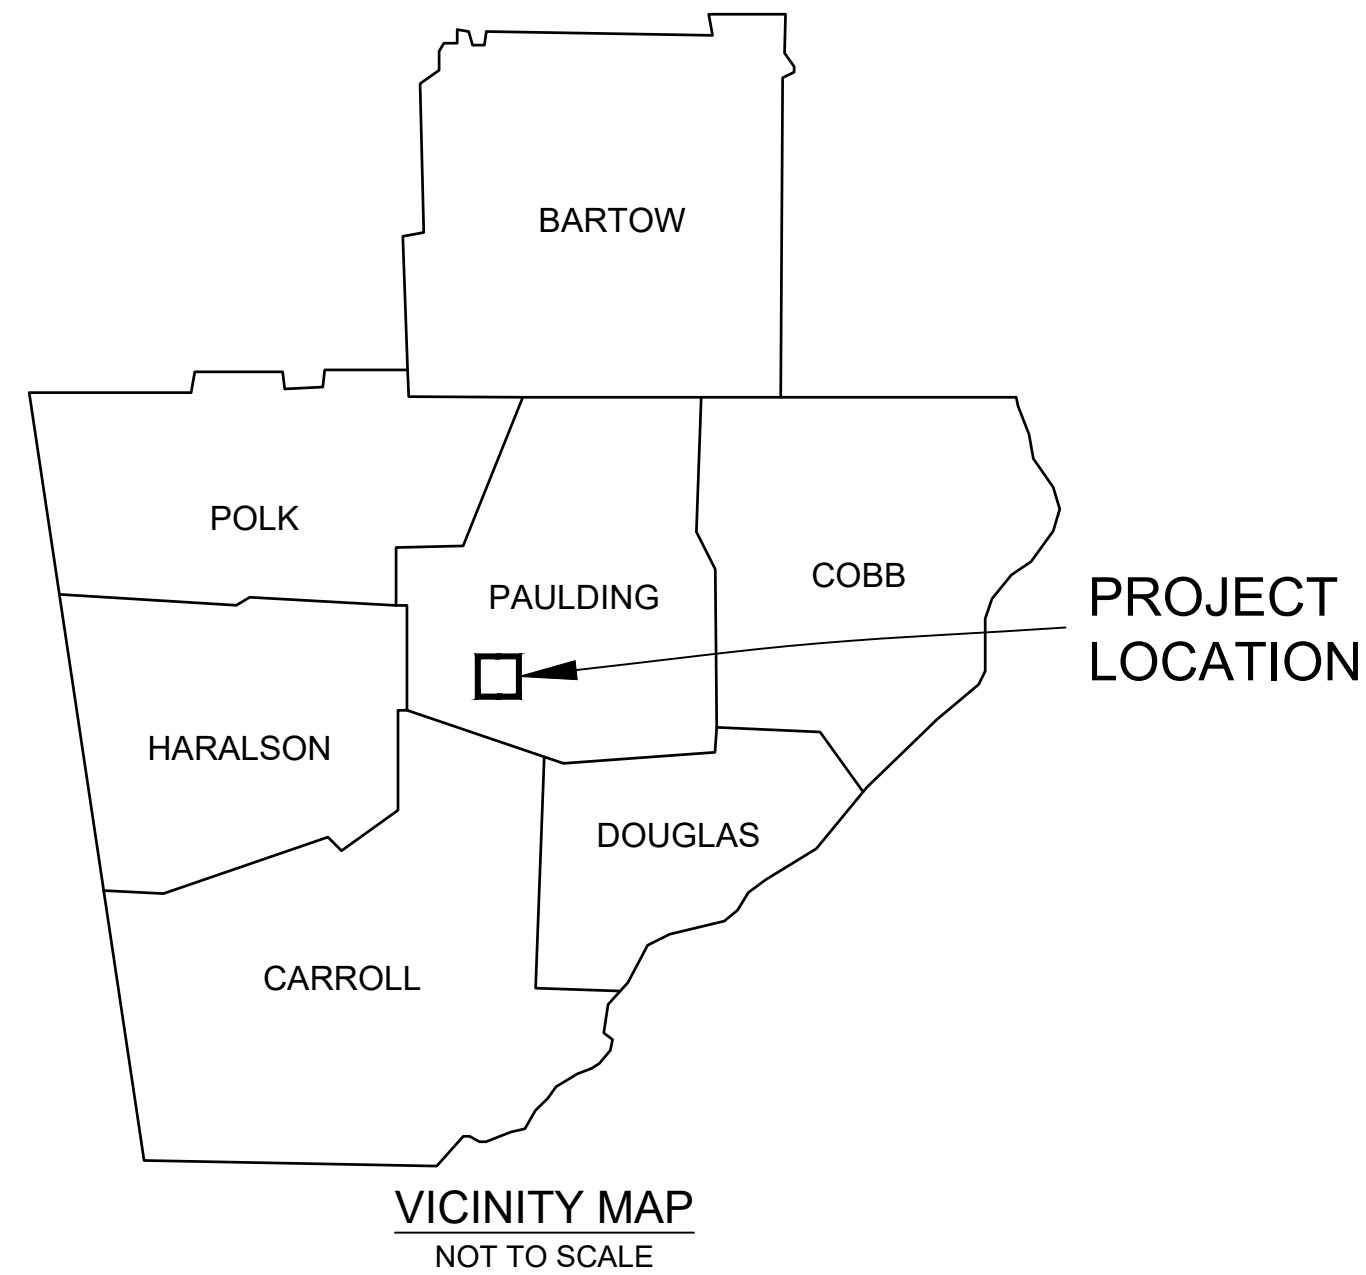 BARTOW
POLK
COBB
PAULDING
PROJECT
LOCATION
HARALSON
DOUGLAS
CARROLL
VICINITY MAP
NOT TO SCALE